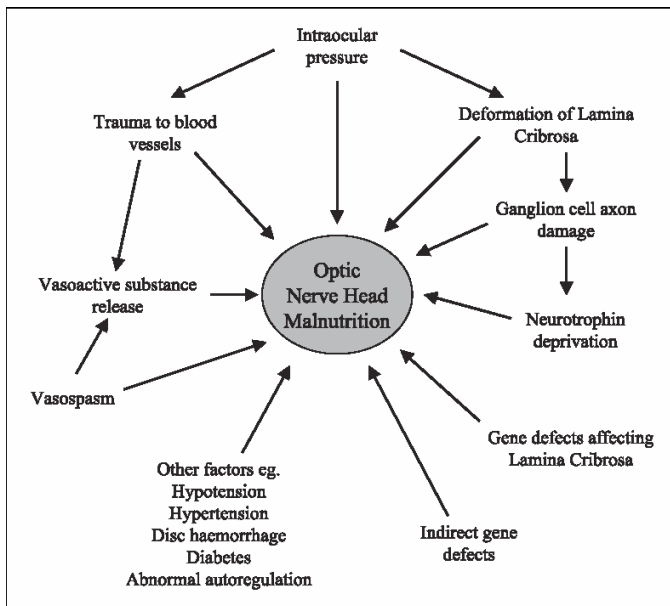 Intraocular
pressure
Trauma to blood
vessels
Deformation of Lamina
Cribrosa
Ganglion cell axon
damage
Optic
Nerve Head
Malnutrition
Vasoactive substance
release
Neurotrophin
deprivation
Vasospasm
Gene defects affecting
Lamina Cribrosa
Other factors eg.
Hypotension
Hypertension
Disc haemorrhage
Diabetes
Abnormal autoregulation
Indirect gene
defects